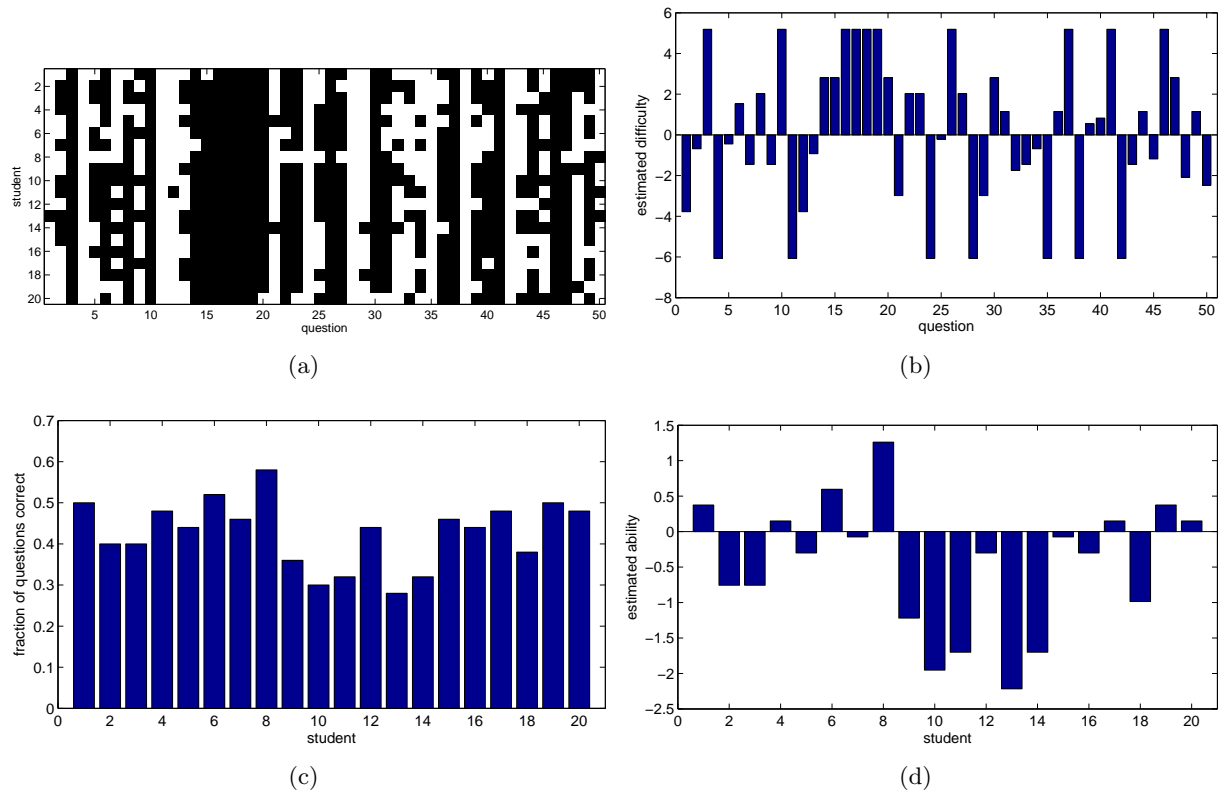 2
4
6
8
10
12
14
16
18
20
student
5 10 15 20 25 30 35 40 45 50
question
(a)
6
4
2
0
−2
−4
−6
−8
estimated difficulty
0 5 10 15 20 25 30 35 40 45 50
question
(b)
0.7
0.6
0.5
0.4
0.3
0.2
0.1
0
fraction of questions correct
0 2 4 6 8 10 12 14 16 18 20
student
(c)
1.5
1
0.5
0
−0.5
−1
−1.5
−2
−2.5
estimated ability
0 2 4 6 8 10 12 14 16 18 20
student
(d)